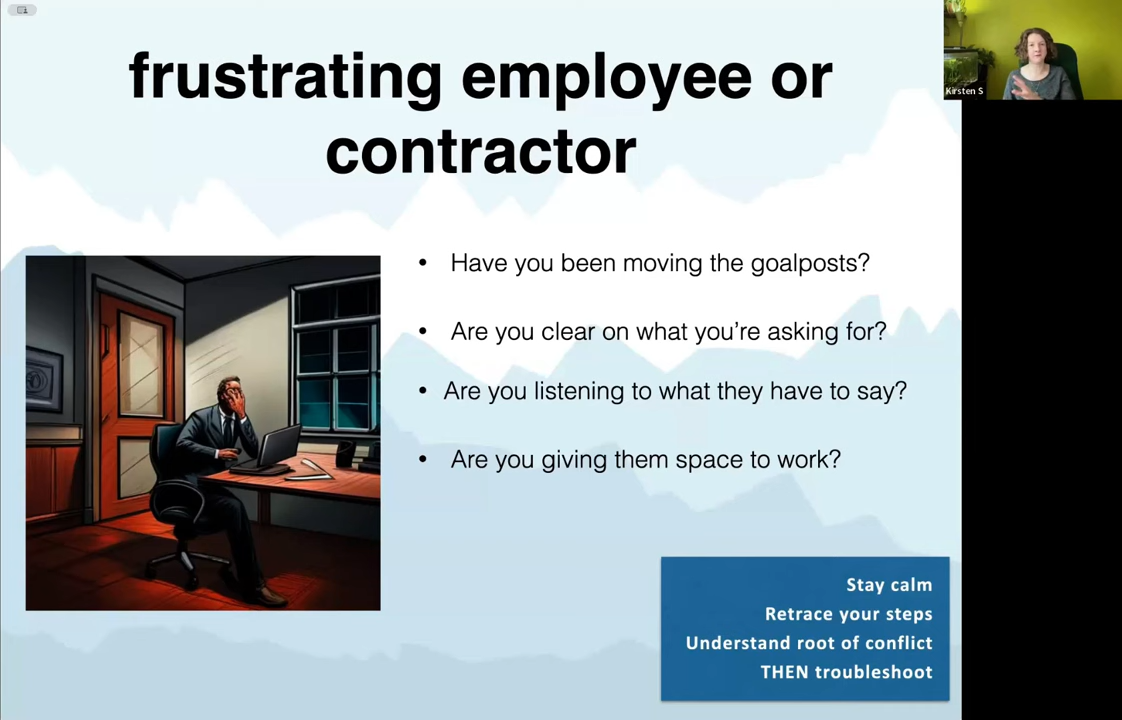 frustrating employee or
contractor
Kirsten S
• Have you been moving the goalposts?
• Are you clear on what you're asking for?
• Are you listening to what they have to say?
• Are you giving them space to work?
Stay calm
Retrace your steps
Understand root of conflict
THEN troubleshoot